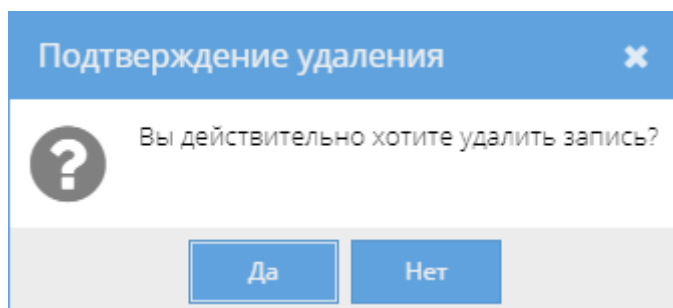 Подтверждение удаления
Вы действительно хотите удалить запись?
Да Нет